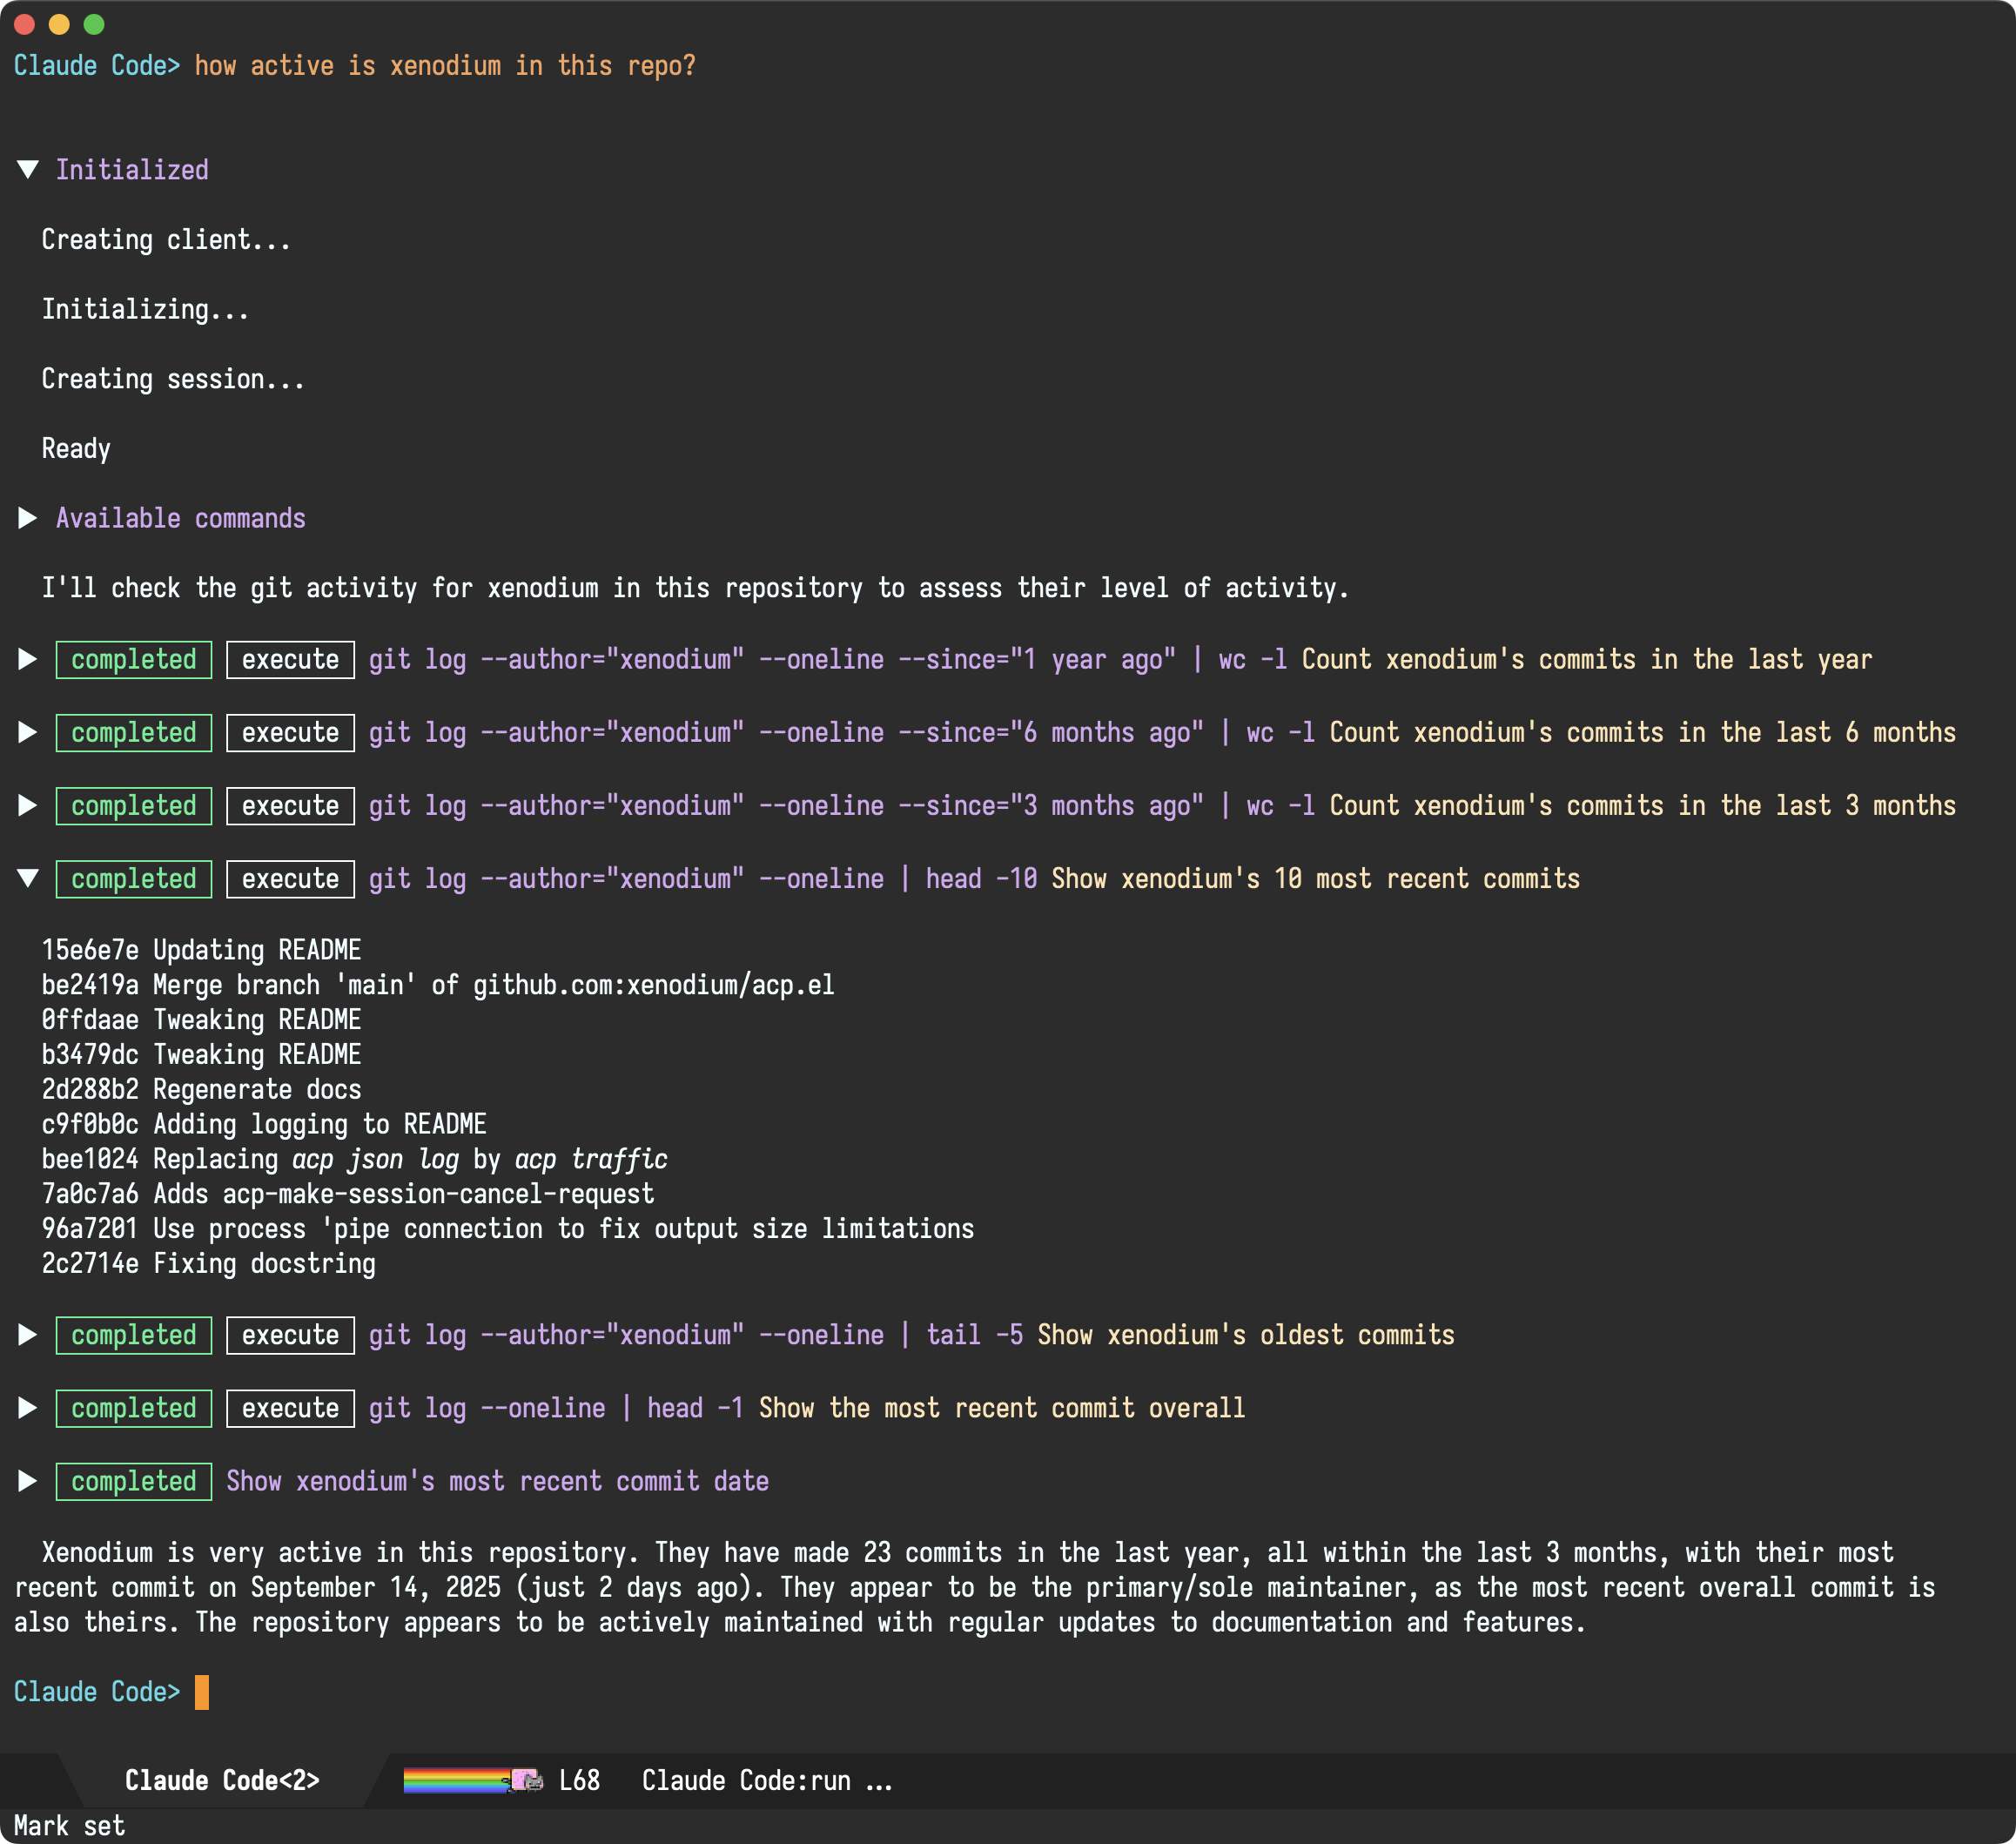 Claude Code> how active is xenodium in this repo?
▼ Initialized
Creating client...
Initializing...
Creating session...
Ready
▶ Available commands
I'll check the git activity for xenodium in this repository to assess their level of activity.
▶ completed execute git log --author="xenodium" --oneline --since="1 year ago" | wc -l Count xenodium's commits in the last year
▶ completed execute git log --author="xenodium" --oneline --since="6 months ago" | wc -l Count xenodium's commits in the last 6 months
▶ completed execute git log --author="xenodium" --oneline --since="3 months ago" | wc -l Count xenodium's commits in the last 3 months
▼ completed execute git log --author="xenodium" --oneline | head -10 Show xenodium's 10 most recent commits
15e6e7e Updating README
be2419a Merge branch 'main' of github.com:xenodium/acp.el
0ffdaae Tweaking README
b3479dc Tweaking README
2d288b2 Regenerate docs
c9f0b0c Adding logging to README
bee1024 Replacing acp json log by acp traffic
7a0c7a6 Adds acp-make-session-cancel-request
96a7201 Use process 'pipe connection to fix output size limitations
2c2714e Fixing docstring
▶ completed execute git log --author="xenodium" --oneline | tail -5 Show xenodium's oldest commits
▶ completed execute git log --oneline | head -1 Show the most recent commit overall
▶ completed Show xenodium's most recent commit date
Xenodium is very active in this repository. They have made 23 commits in the last year, all within the last 3 months, with their most
recent commit on September 14, 2025 (just 2 days ago). They appear to be the primary/sole maintainer, as the most recent overall commit is
also theirs. The repository appears to be actively maintained with regular updates to documentation and features.
Claude Code>
Claude Code<2> L68 Claude Code:run ...
Mark set